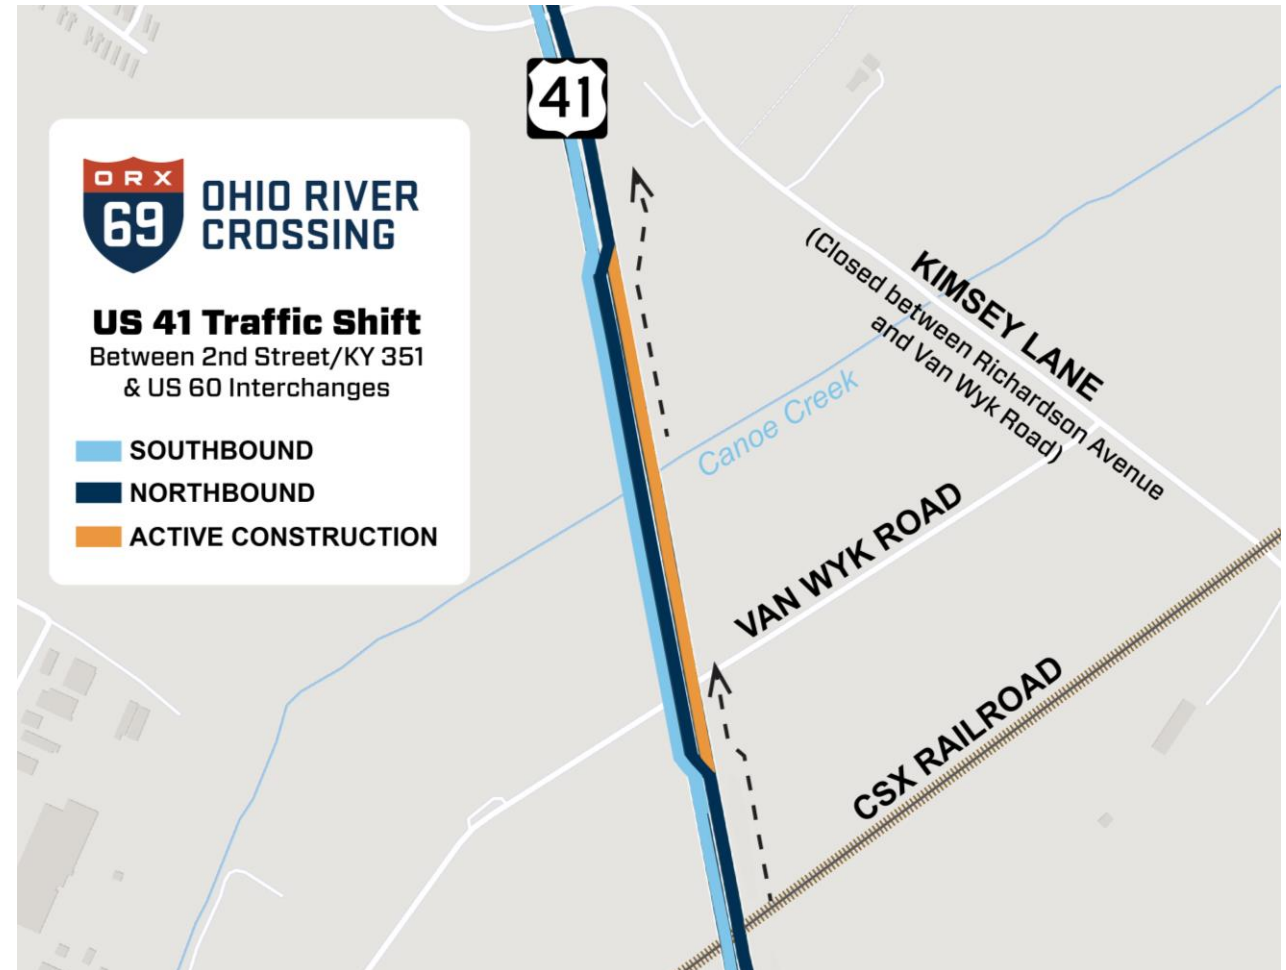 41
ORX
69
OHIO RIVER
CROSSING
US 41 Traffic Shift
Between 2nd Street/KY 351
& US 60 Interchanges
SOUTHBOUND
NORTHBOUND
ACTIVE CONSTRUCTION
KIMSEY LANE
(Closed between Richardson Avenue
and Van Wyk Road)
Canoe Creek
VAN WYK ROAD
CSX RAILROAD